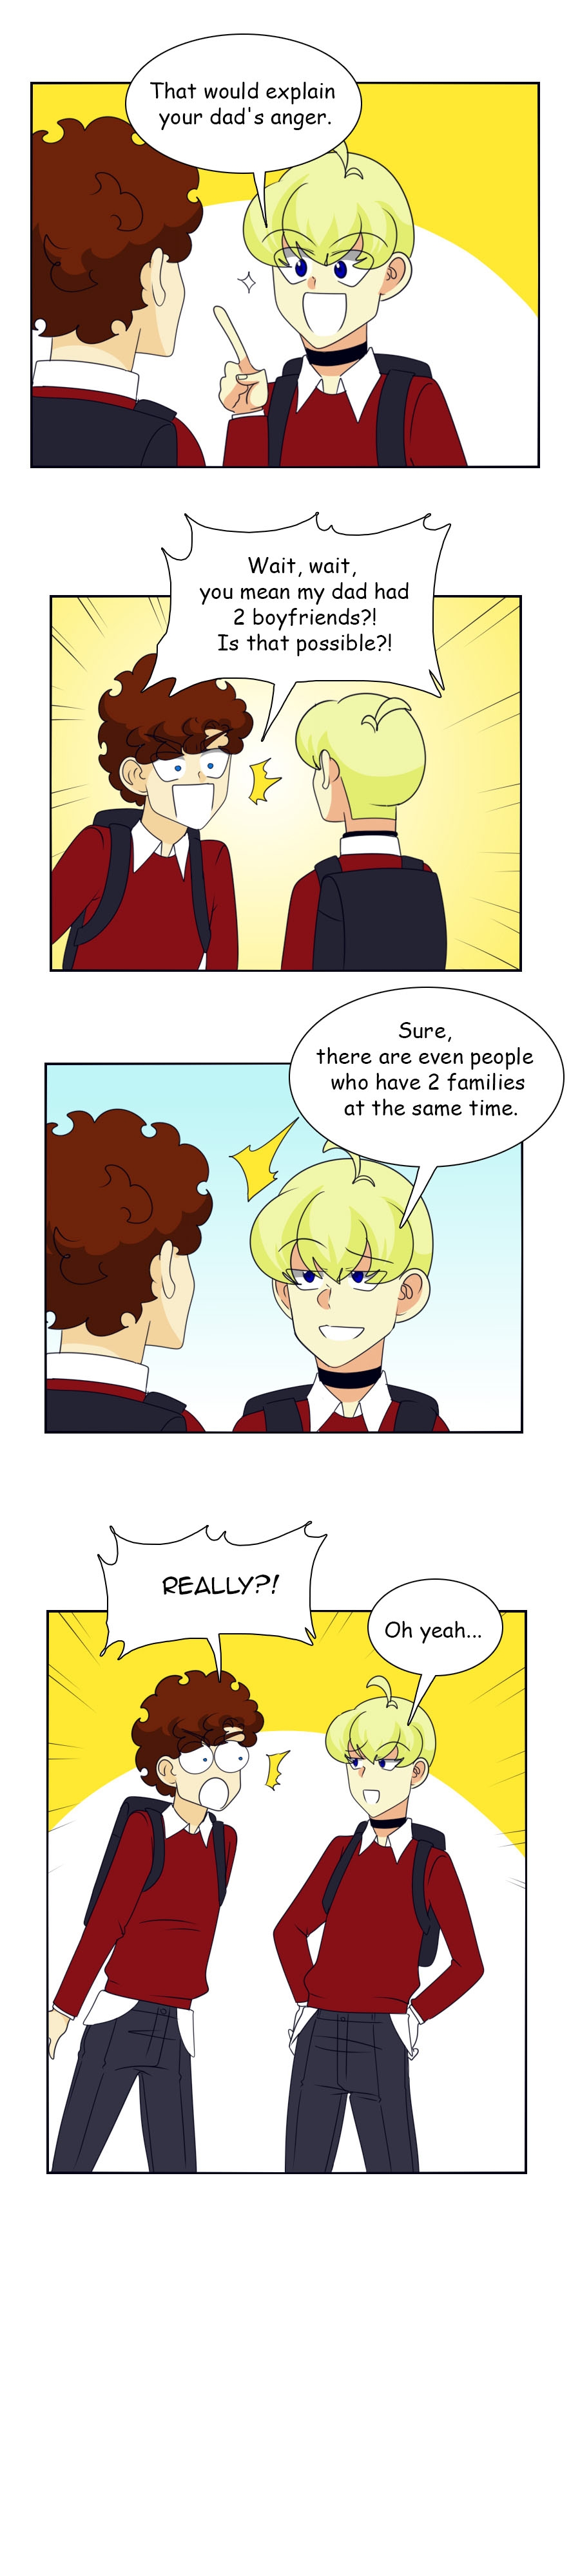 That would explain
your dad's anger.
Wait, wait,
you mean my dad had
2 boyfriends?!
Is that possible?!
Sure,
there are even people
who have 2 families
at the same time.
REALLY?!
Oh yeah...